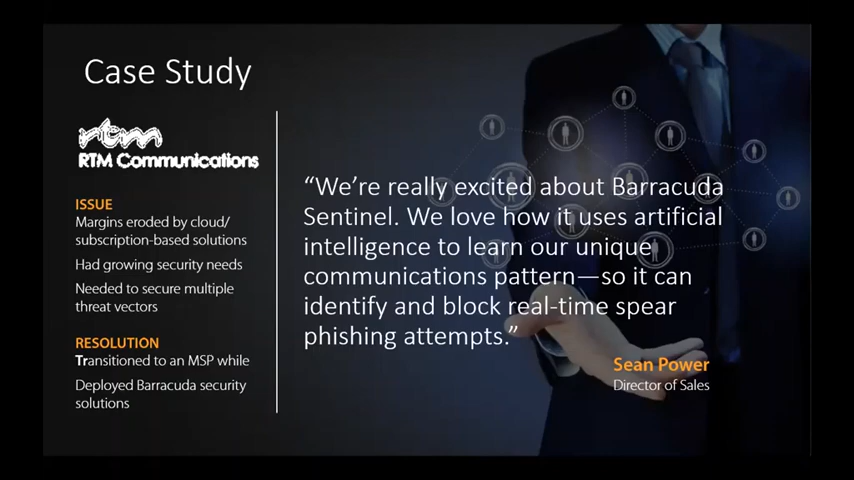 Case Study
rtm
RTM Communications
ISSUE
Margins eroded by cloud/
subscription-based solutions
Had growing security needs
Needed to secure multiple
threat vectors
RESOLUTION
Transitioned to an MSP while
Deployed Barracuda security
solutions
“We’re really excited about Barracuda
Sentinel. We love how it uses artificial
intelligence to learn our unique
communications pattern—so it can
identify and block real-time spear
phishing attempts.”
Sean Power
Director of Sales